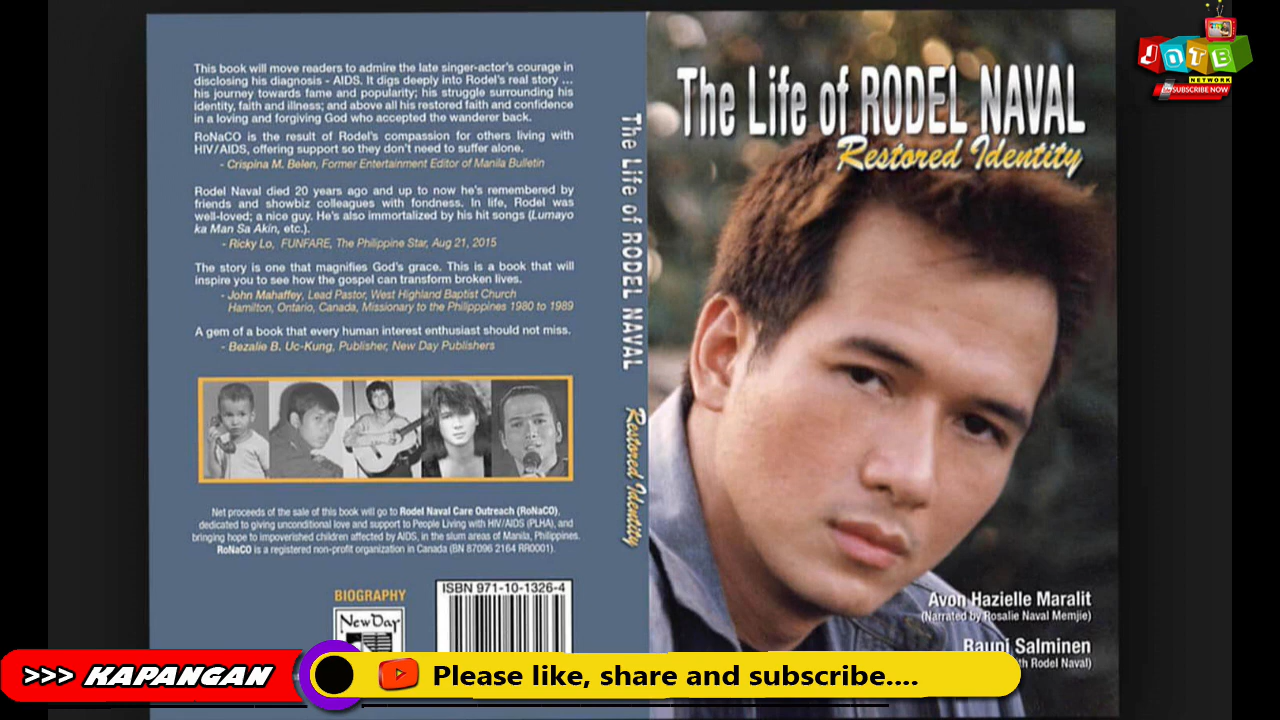 This book will move readers to admire the late singer-actor's courage in
disclosing his diagnosis - AIDS. It digs deeply into Rodel's real story ...
his journey towards fame and popularity; his struggle surrounding his
identity, faith and illness; and above all his restored faith and confidence
in a loving and forgiving God who accepted the wanderer back.
RoNaCO is the result of Rodel's compassion for others living with
HIV/AIDS, offering support so they don't need to suffer alone.
- Crispina M. Belen, Former Entertainment Editor of Manila Bulletin
Rodel Naval died 20 years ago and up to now he's remembered by
friends and showbiz colleagues with fondness. In life, Rodel was
well-loved; a nice guy. He's also immortalized by his hit songs (Lumayo
ka Man Sa Akin, etc.).
- Ricky Lo, FUNFARE, The Philippine Star, Aug 21, 2015
The story is one that magnifies God's grace. This is a book that will
inspire you to see how the gospel can transform broken lives.
- John Mahaffey, Lead Pastor, West Highland Baptist Church
Hamilton, Ontario, Canada, Missionary to the Philipppines 1980 to 1989
A gem of a book that every human interest enthusiast should not miss.
- Bezalie B. Uc-Kung, Publisher, New Day Publishers
Net proceeds of the sale of this book will go to Rodel Naval Care Outreach (RoNaCO),
dedicated to giving unconditional love and support to People Living with HIV/AIDS (PLHA), and
bringing hope to impoverished children affected by AIDS, in the slum areas of Manila, Philippines.
RoNaCO is a registered non-profit organization in Canada (BN 87096 2164 RR0001).
BIOGRAPHY
New Day
ISBN 971-10-1326-4
The Life of RODEL NAVAL
Restored Identity
The Life of RODEL NAVAL
Restored Identity
Avon Hazielle Maralit
(Narrated by Rosalie Naval Memjie)
Rauni Salminen
with Rodel Naval)
JOTB
NETWORK
SUBSCRIBE NOW
>>> KAPANGAN
Please like, share and subscribe....